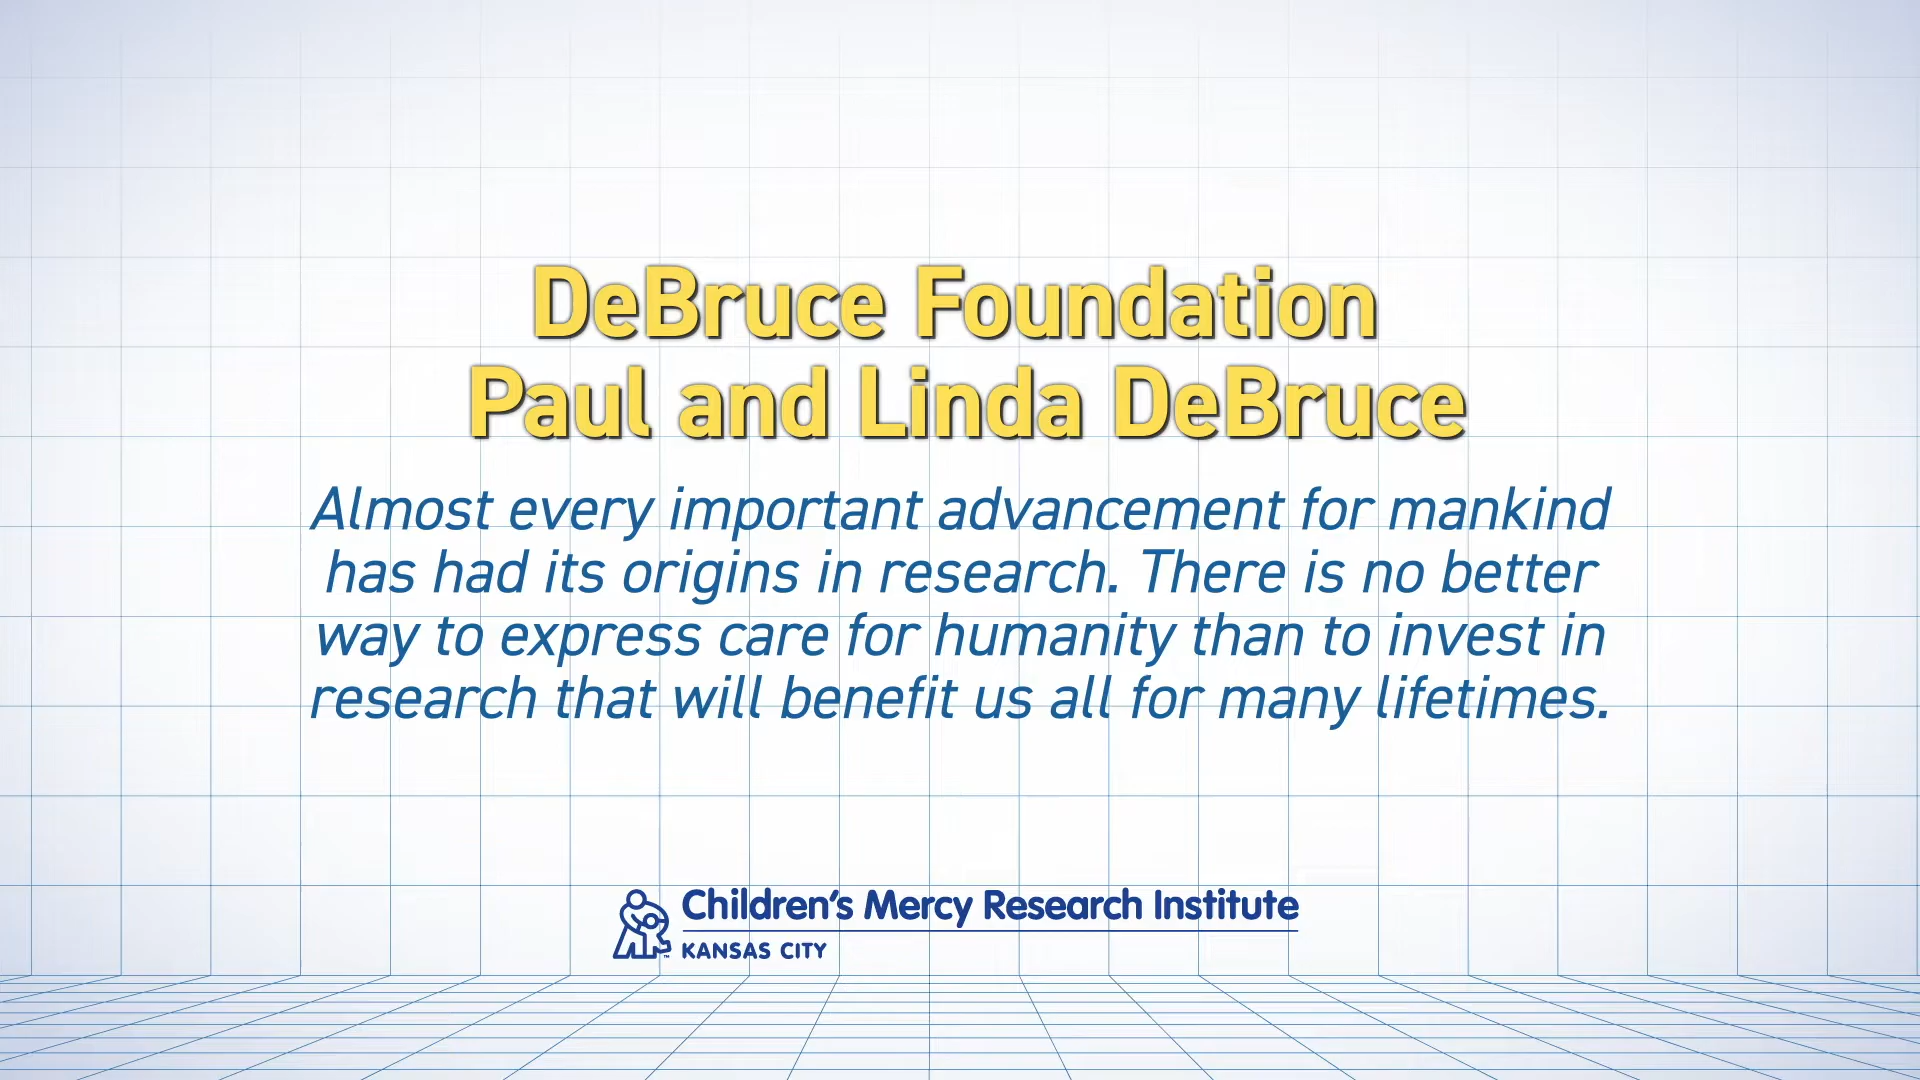 DeBruce Foundation
Paul and Linda DeBruce
Almost every important advancement for mankind
has had its origins in research. There is no better
way to express care for humanity than to invest in
research that will benefit us all for many lifetimes.
Children's Mercy Research Institute
KANSAS CITY